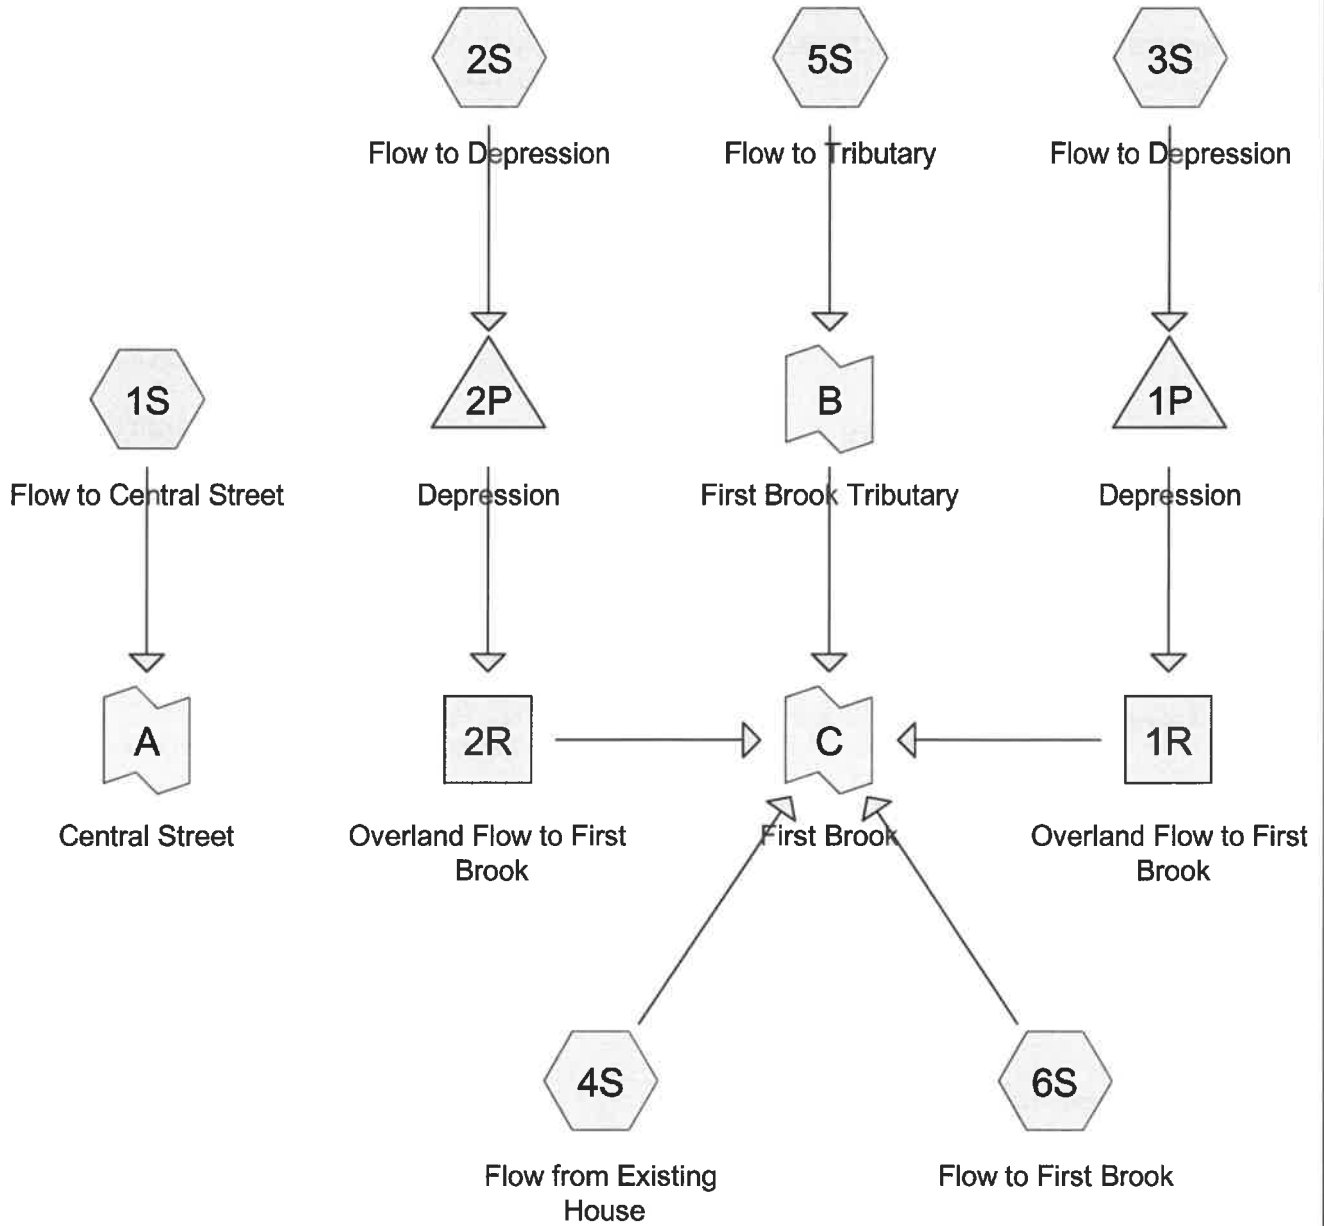 2S
5S
3S
Flow to Depression
Flow to Tributary
Flow to Depression
1S
2P
B
1P
Flow to Central Street
Depression
First Brook Tributary
Depression
A
2R
C
1R
Central Street
Overland Flow to First
Brook
First Brook
Overland Flow to First
Brook
4S
6S
Flow from Existing
House
Flow to First Brook